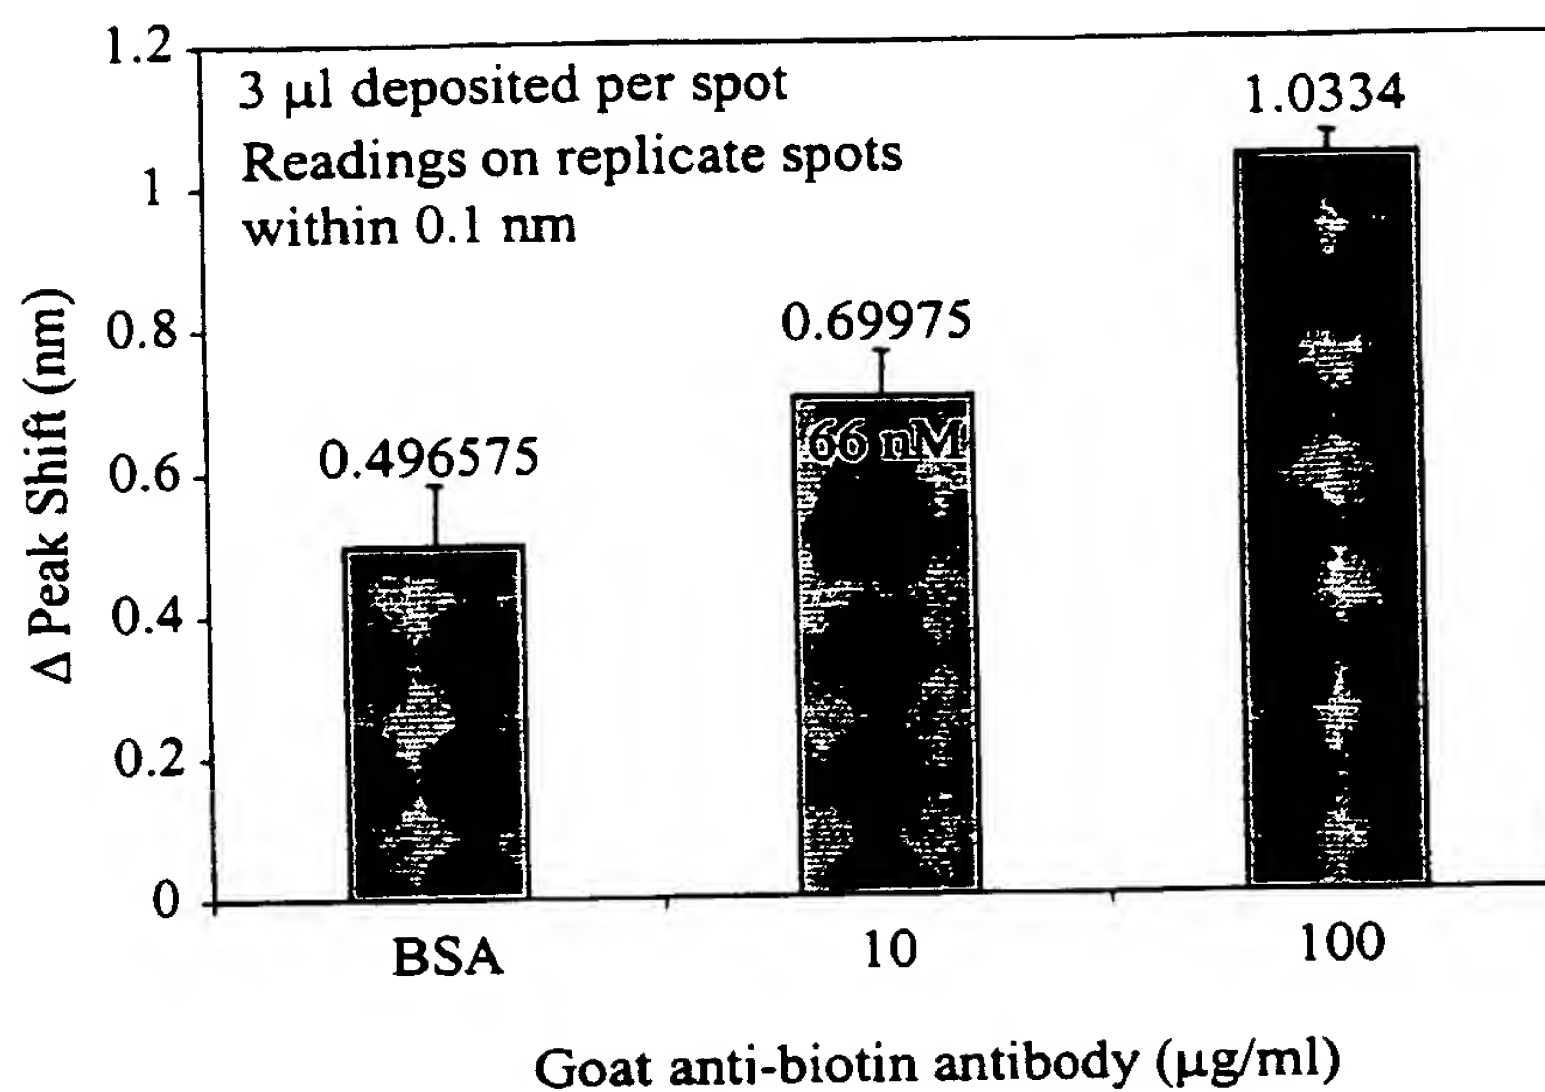 1.2
1
0.8
0.6
0.4
0.2
0
Δ Peak Shift (nm)
3 μl deposited per spot
Readings on replicate spots
within 0.1 nm
0.496575
0.69975
1.0334
66 nM
BSA
10
100
Goat anti-biotin antibody (μg/ml)